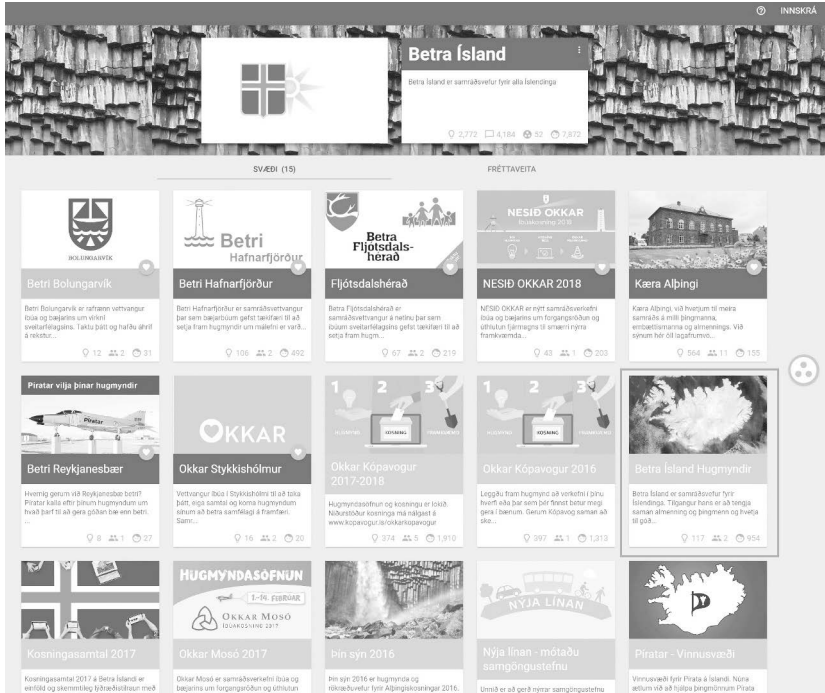 INNSKRÁ
Betra Ísland
Betra Ísland er samráðsvefur fyrir alla Íslendinga
2,772 4,184 52 7,872
SVÆÐI (15)
FRÉTTAVEITA
BOLUNGARVÍK
Betri Bolungarvík
Betri Bolungarvík er rafrænn vettvangur
íbúa og bæjarins um virkni
sveitarfélagsins. Taktu þátt og hafðu áhrif
á rekstur...
12 2 31
Betri
Hafnarfjörður
Betri Hafnarfjörður
Betri Hafnarfjörður er samráðsvettvangur
þar sem bæjarbúum gefst tækifæri til að
setja fram hugmyndir um málefni er varð...
106 2 492
Betra
Fljótsdals-
hérað
Fljótsdalshérað
Betra Fljótsdalshérað er
samráðsvettvangur á netinu þar sem
íbúum sveitarfélagsins gefst tækifæri til að
setja fram hugm...
67 2 219
NESIÐ OKKAR
Íbúakosning 2018
NESIÐ OKKAR 2018
NESIÐ OKKAR er nýtt samráðsverkefni
íbúa og bæjarins um forgangsröðun og
úthlutun fjármagns til smærri nýrra
framkvæmda...
43 1 203
Kæra Alþingi
Kæra Alþingi, við hvetjum til meira
samráðs á milli þingmanna,
embættismanna og almennings. Við
sýnum hér öll lagafrumvö...
564 11 155
Píratar vilja þínar hugmyndir
Píratar
Betri Reykjanesbær
Hvernig gerum við Reykjanesbæ betri?
Píratar kalla eftir þínum hugmyndum um
hvað þarf til að gera góðan bæ enn betri.
...
8 1 27
OKKAR
Okkar Stykkishólmur
Vettvangur íbúa í Stykkishólmi til að taka
þátt, eiga samtal og koma hugmyndum
sínum að betra samfélagi á framfæri.
Samr...
16 2 20
1 2 3
KOSNING
Okkar Kópavogur
2017-2018
Hugmyndasöfnun og kosningu er lokið.
Niðurstöður kosninga má nálgast á
www.kopavogur.is/okkarkopavogur
374 5 1,910
1 2 3
KOSNING
Okkar Kópavogur 2016
Leggðu fram hugmynd að verkefni í þínu
hverfi eða þar sem þér finnst betur megi
gera í bænum. Gerum Kópavog saman að
ske...
397 1 1,313
Betra Ísland Hugmyndir
Betra Ísland er samráðsvefur fyrir
Íslendinga. Tilgangur hans er að tengja
saman almenning og þingmenn og hvetja
til góð...
117 2 954
Kosningasamtal 2017
Kosningasamtal 2017 á Betra Íslandi er
einföld og skemmtileg lýðræðistilraun með
HUGMYNDASÖFNUN
1.-14. FEBRÚAR
OKKAR MOSÓ
ÍBÚAKOSNING 2017
Okkar Mosó 2017
Okkar Mosó er samráðsverkefni íbúa og
bæjarins um forgangsröðun og úthlutun
Þín sýn 2016
Þín sýn 2016 er hugmynda og
rökræðuvefur fyrir Alþingiskosningar 2016.
NÝJA LÍNAN
Nýja línan - mótaðu
samgöngustefnu
Unnið er að gerð nýrrar samgöngustefnu
Píratar - Vinnusvæði
Vinnusvæði fyrir Pírata á Íslandi. Núna
ætlum við að hjálpa þingmönnum Pírata